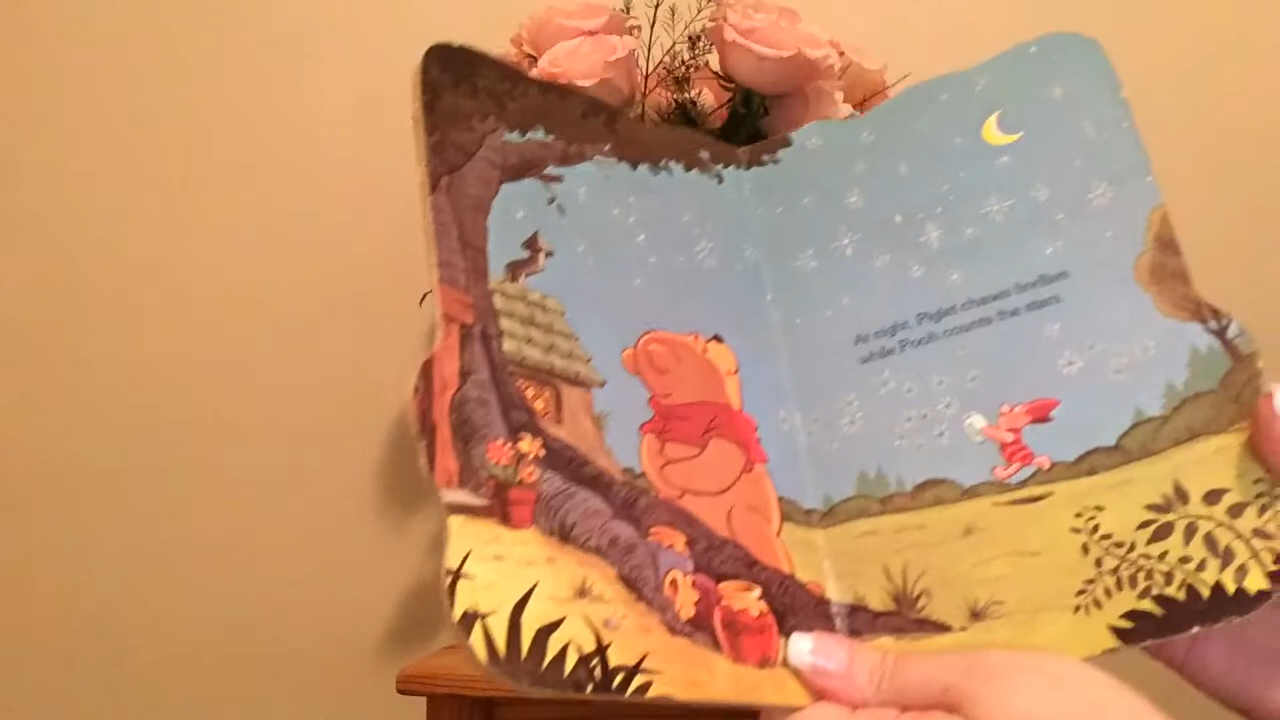 At night, Piglet chases fireflies
while Pooh counts the stars.